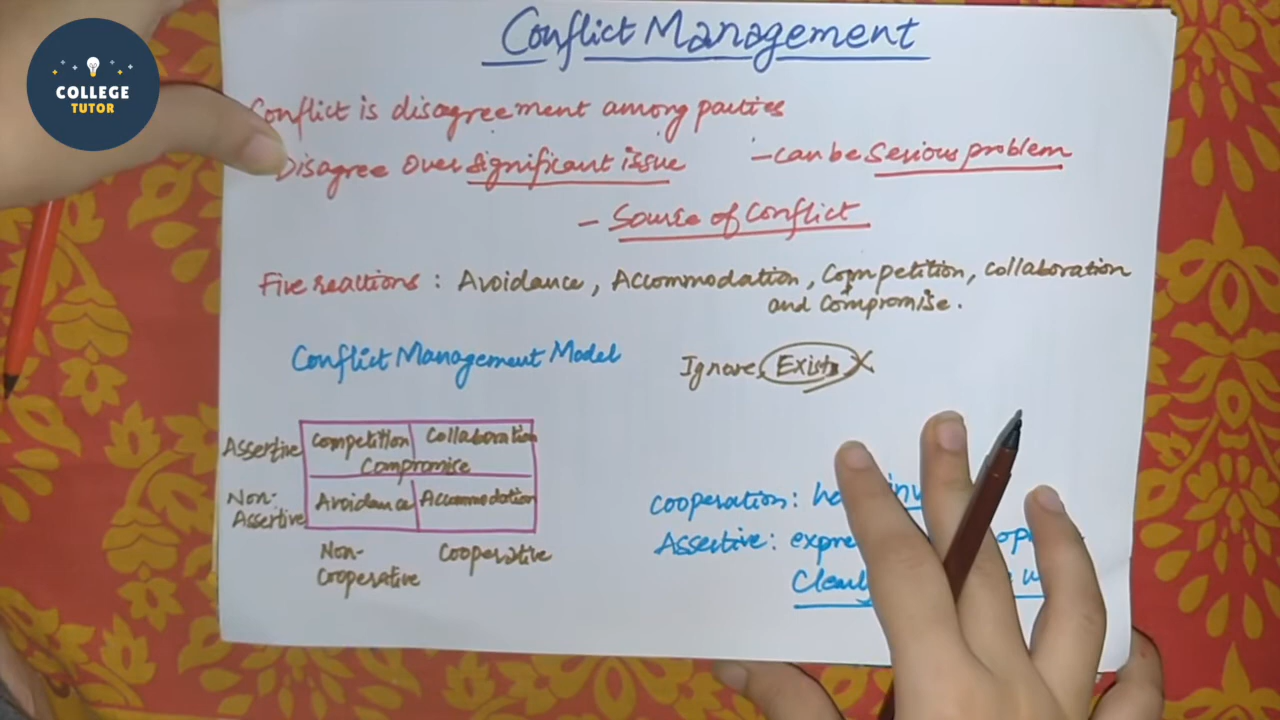 COLLEGE
TUTOR
Conflict Management
Conflict is disagreement among parties
Disagree over significant issue - can be serious problem
- Source of Conflict
Five reactions : Avoidance, Accommodation, Competition, Collaboration
and Compromise.
Conflict Management Model
Ignore, Exists
Assertive Competition Collaboration
Compromise
Non-Assertive Avoidance Accommodation
Non-Cooperative Cooperative
Cooperation:
Assertive: